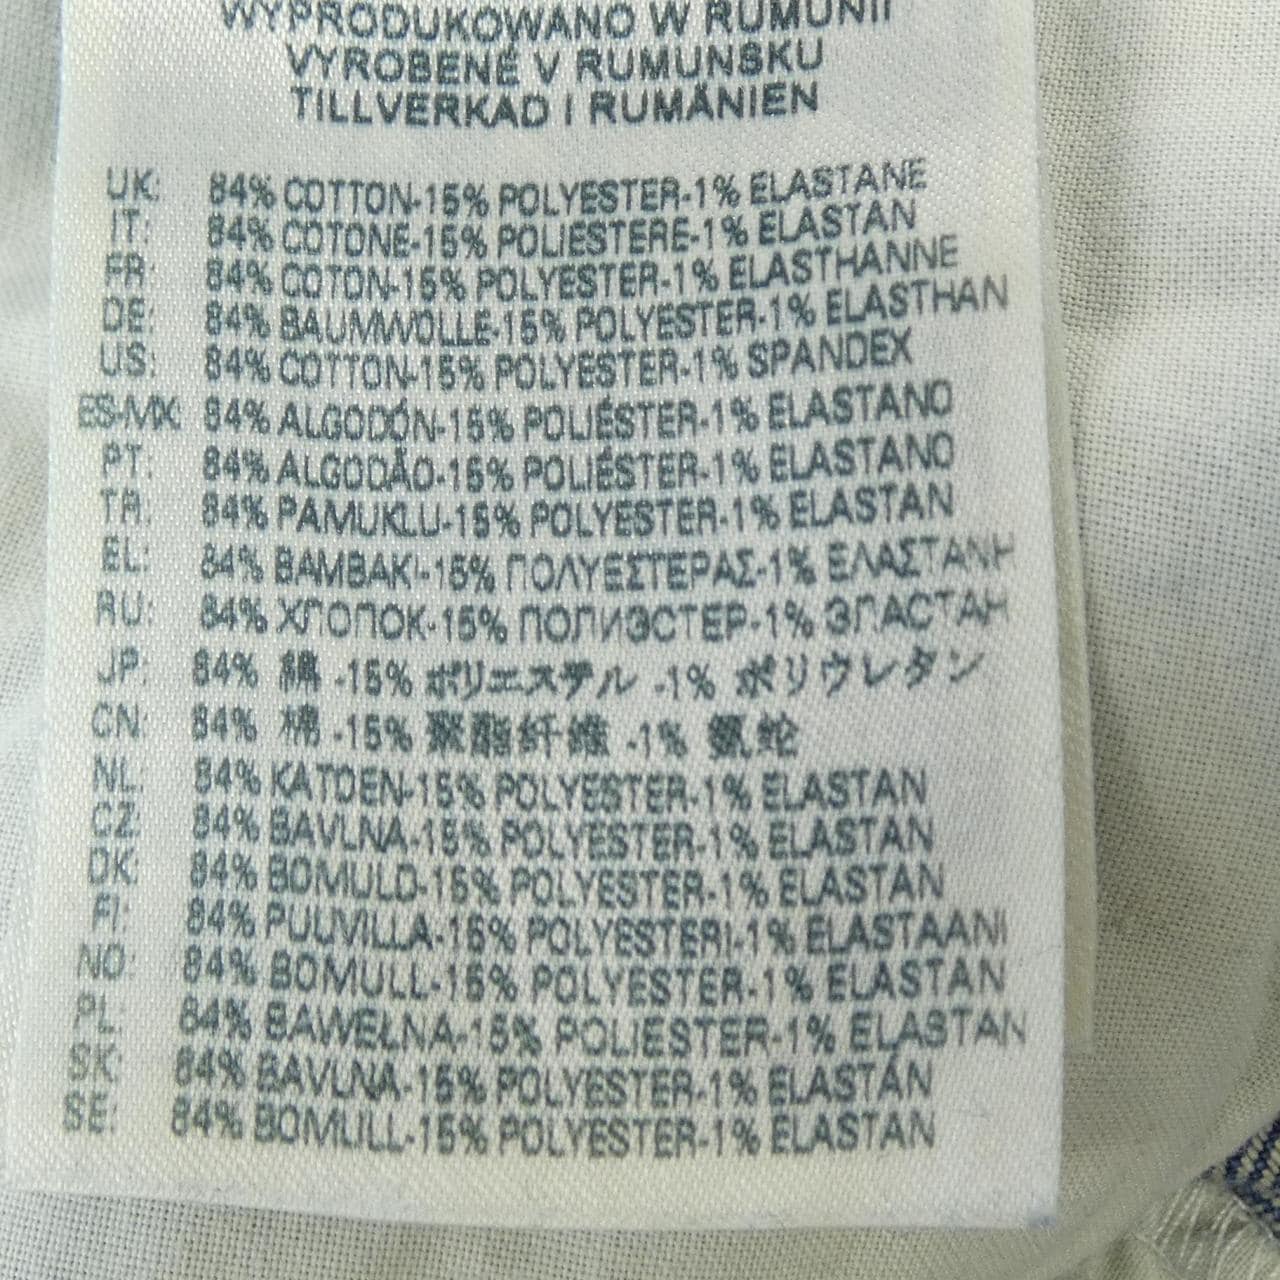 WYPRODUKOWANO W RUMUNII
VYROBENÉ V RUMUNSKU
TILLVERKAD I RUMÄNIEN
UK: 84% COTTON-15% POLYESTER-1% ELASTANE
IT: 84% COTONE-15% POLIESTERE-1% ELASTAN
FR: 84% COTON-15% POLYESTER-1% ELASTHANNE
DE: 84% BAUMWOLLE-15% POLYESTER-1% ELASTHAN
US: 84% COTTON-15% POLYESTER-1% SPANDEX
ES-MX: 84% ALGODÓN-15% POLIÉSTER-1% ELASTANO
PT: 84% ALGODÃO-15% POLIÉSTER-1% ELASTANO
TR: 84% PAMUKLU-15% POLYESTER-1% ELASTAN
EL: 84% ΒΑΜΒΑΚΙ-15% ΠΟΛΥΕΣΤΕΡΑΣ-1% ΕΛΑΣΤΑΝΗ
RU: 84% ХЛОПОК-15% ПОЛИЭСТЕР-1% ЭЛАСТАН
JP: 84% 綿 -15% ポリエステル -1% ポリウレタン
CN: 84% 棉 -15% 聚酯纤维 -1% 氨纶
NL: 84% KATOEN-15% POLYESTER-1% ELASTAN
CZ: 84% BAVLNA-15% POLYESTER-1% ELASTAN
DK: 84% BOMULD-15% POLYESTER-1% ELASTAN
FI: 84% PUUVILLA-15% POLYESTERI-1% ELASTAANI
NO: 84% BOMULL-15% POLYESTER-1% ELASTAN
PL: 84% BAWEŁNA-15% POLIESTER-1% ELASTAN
SK: 84% BAVLNA-15% POLYESTER-1% ELASTÁN
SE: 84% BOMULL-15% POLYESTER-1% ELASTAN